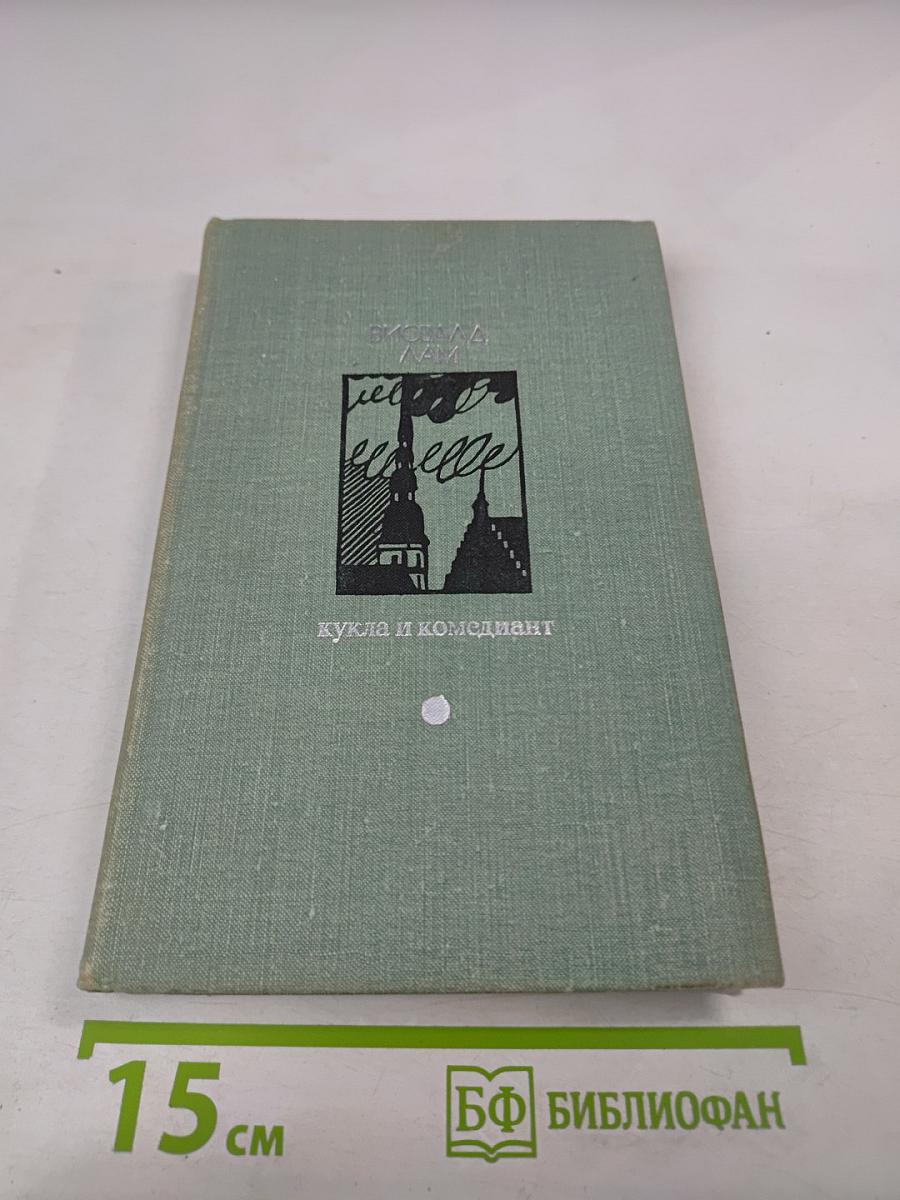 ВИСВАЛД
ЛАМ
кукла и комедиант
15 см
БФ БИБЛИОФАН